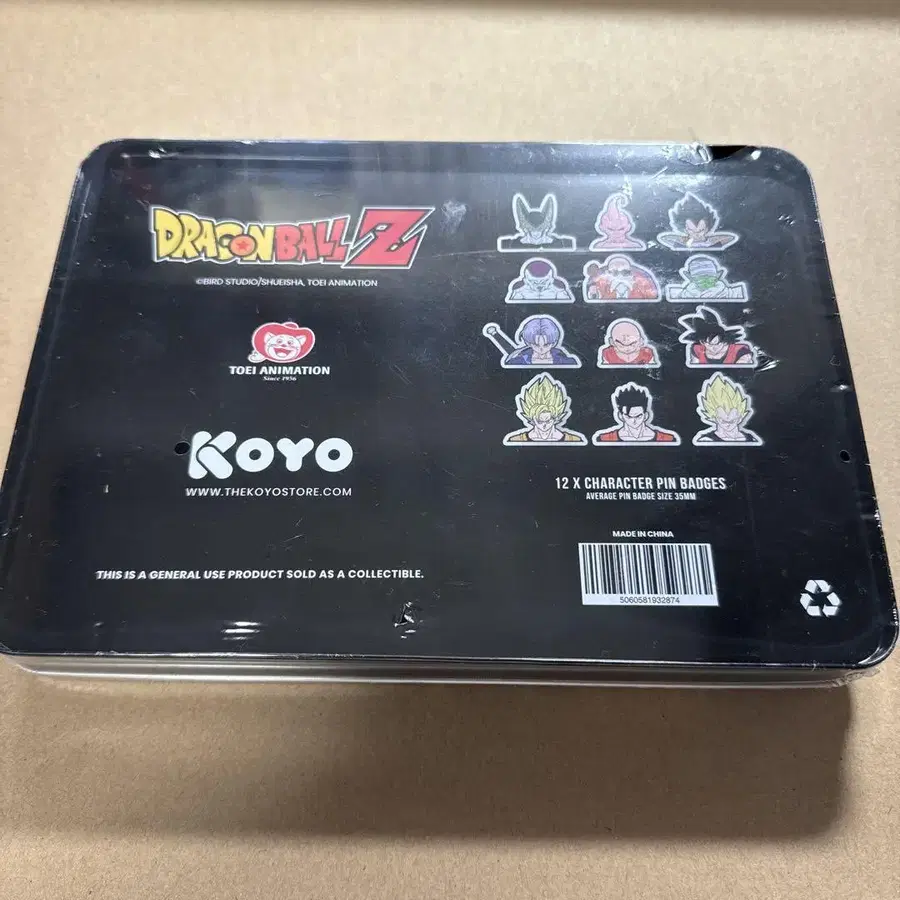 DRAGON BALL Z
©BIRD STUDIO/SHUEISHA, TOEI ANIMATION
TOEI ANIMATION
Since 1956
KOYO
WWW.THEKOYOSTORE.COM
THIS IS A GENERAL USE PRODUCT SOLD AS A COLLECTIBLE.
12 X CHARACTER PIN BADGES
AVERAGE PIN BADGE SIZE 35MM
MADE IN CHINA
5060581932874